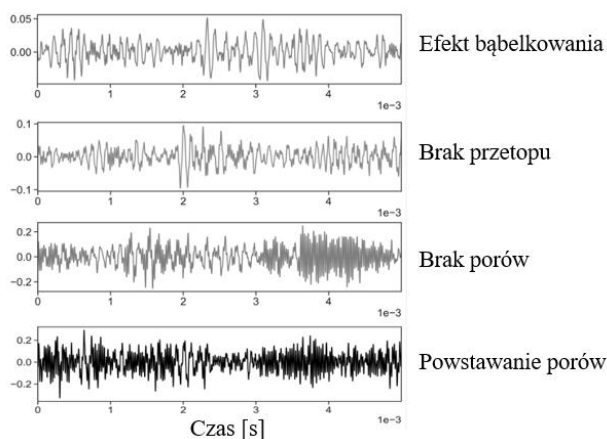 0.05
0.00
0 1 2 3 4
1e−3
Efekt bąbelkowania
0.1
0.0
−0.1
0 1 2 3 4
1e−3
Brak przetopu
0.2
0.0
−0.2
0 1 2 3 4
1e−3
Brak porów
0.2
0.0
−0.2
0 1 2 3 4
1e−3
Powstawanie porów
Czas [s]